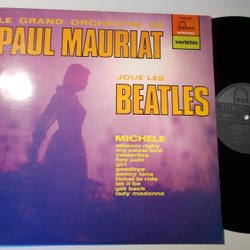 LE GRAND ORCHESTRE DE
PAUL MAURIAT
JOUE LES
BEATLES
MICHELE
eleanor rigby
my sweet lord
yesterday
hey jude
girl
goodbye
penny lane
ticket to ride
let it be
get back
lady madonna
variétés